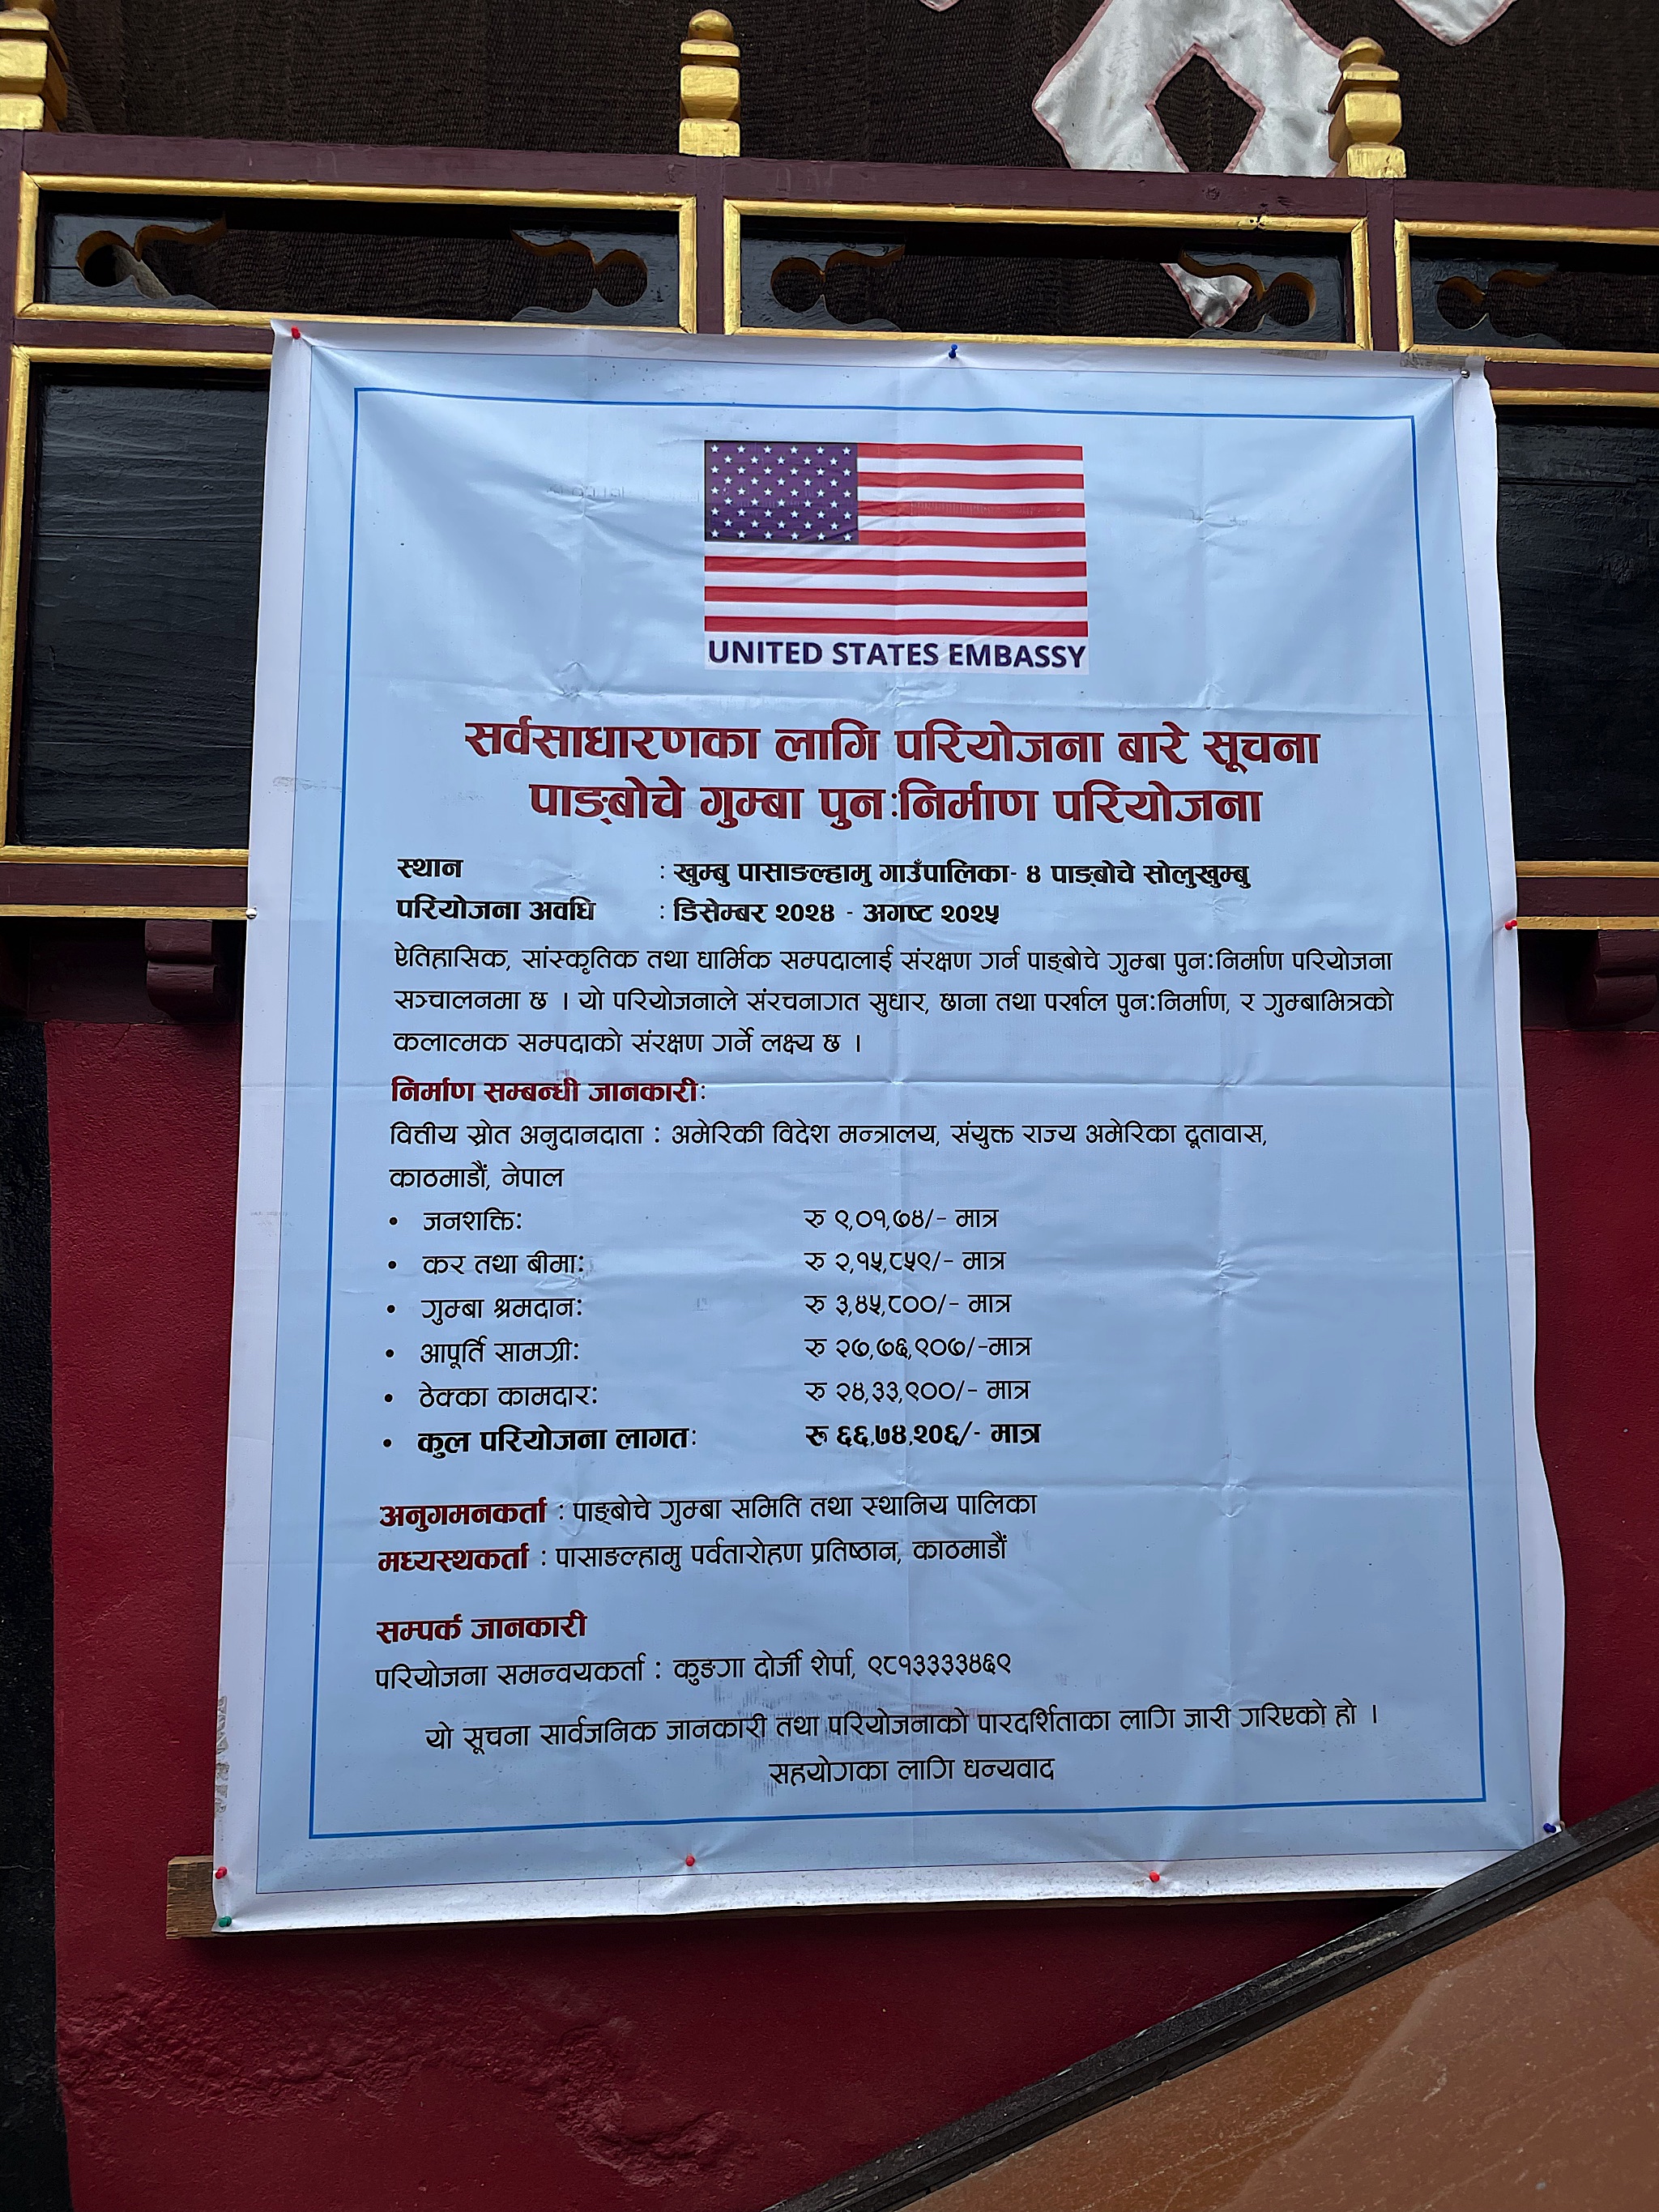 UNITED STATES EMBASSY
सर्वसाधारणका लागि परियोजना बारे सूचना
पाङ्बोचे गुम्बा पुन:निर्माण परियोजना
स्थान : खुम्बु पासाङल्हामु गाउँपालिका- ४ पाङ्बोचे सोलुखुम्बु
परियोजना अवधि : डिसेम्बर २०२४ - अगष्ट २०२५
ऐतिहासिक, सांस्कृतिक तथा धार्मिक सम्पदालाई संरक्षण गर्न पाङ्बोचे गुम्बा पुन:निर्माण परियोजना
सञ्चालनमा छ । यो परियोजनाले संरचनागत सुधार, छाना तथा पर्खाल पुन:निर्माण, र गुम्बाभित्रको
कलात्मक सम्पदाको संरक्षण गर्ने लक्ष्य छ ।
निर्माण सम्बन्धी जानकारी:
वित्तीय स्रोत अनुदानदाता : अमेरिकी विदेश मन्त्रालय, संयुक्त राज्य अमेरिका दूतावास,
काठमाडौं, नेपाल
• जनशक्ति: रु ९,०१,७४/- मात्र
• कर तथा बीमा: रु २,१५,८५९/- मात्र
• गुम्बा श्रमदान: रु ३,४५,८००/- मात्र
• आपूर्ति सामग्री: रु २७,७६,९०७/-मात्र
• ठेक्का कामदार: रु २४,३३,९००/- मात्र
• कुल परियोजना लागत: रू ६६,७४,२०६/- मात्र
अनुगमनकर्ता : पाङ्बोचे गुम्बा समिति तथा स्थानिय पालिका
मध्यस्थकर्ता : पासाङल्हामु पर्वतारोहण प्रतिष्ठान, काठमाडौं
सम्पर्क जानकारी
परियोजना समन्वयकर्ता : कुङगा दोर्जी शेर्पा, ९८१३३३३४६९
यो सूचना सार्वजनिक जानकारी तथा परियोजनाको पारदर्शिताका लागि जारी गरिएको हो ।
सहयोगका लागि धन्यवाद